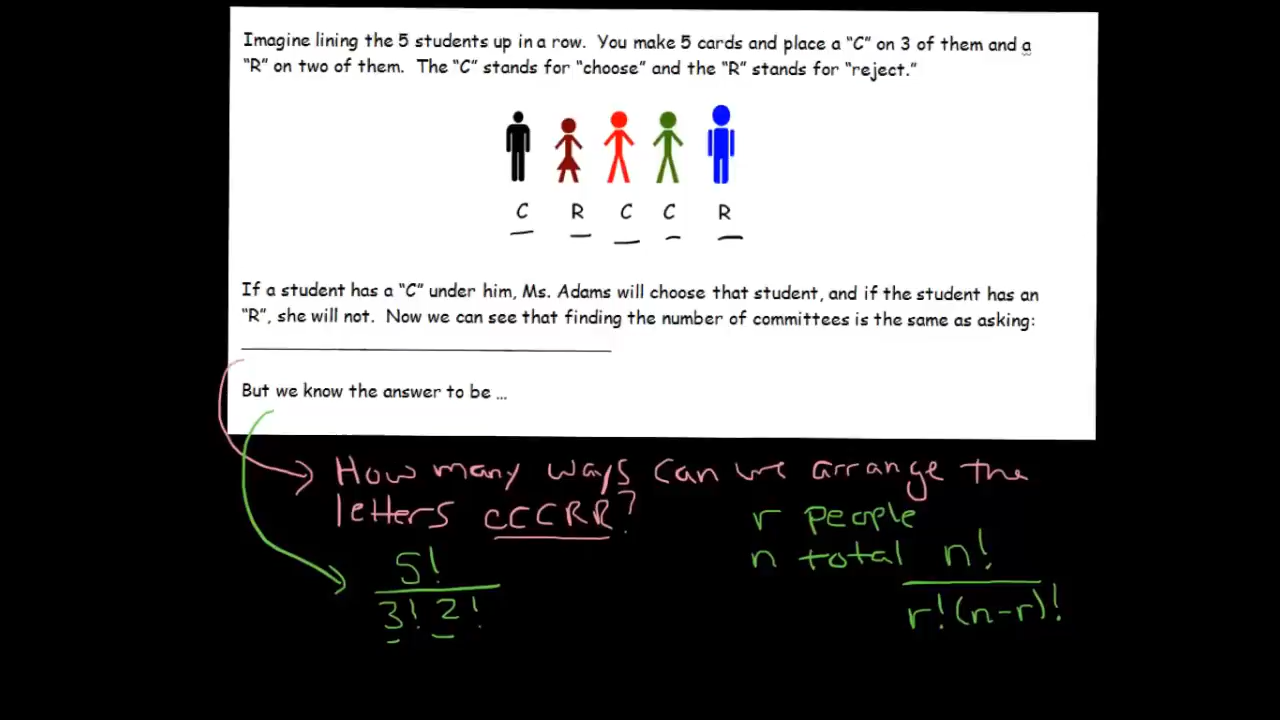 Imagine lining the 5 students up in a row. You make 5 cards and place a “C” on 3 of them and a
“R” on two of them. The “C” stands for “choose” and the “R” stands for “reject.”
C R C C R
If a student has a “C” under him, Ms. Adams will choose that student, and if the student has an
“R”, she will not. Now we can see that finding the number of committees is the same as asking:
But we know the answer to be …
How many ways can we arrange the
letters CCCRR?
r people
n total n!
r!(n-r)!
5!
3! 2!